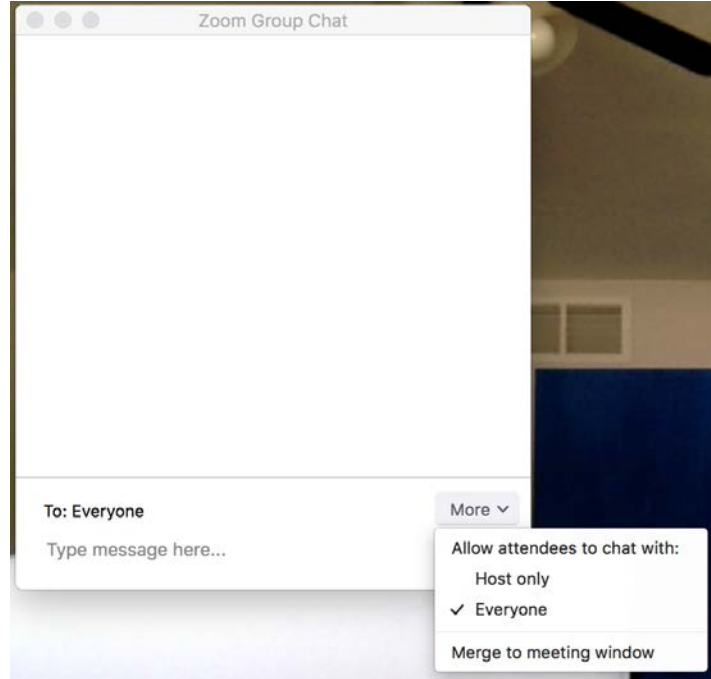 Zoom Group Chat
To: Everyone
More
Type message here...
Allow attendees to chat with:
Host only
✓ Everyone
Merge to meeting window